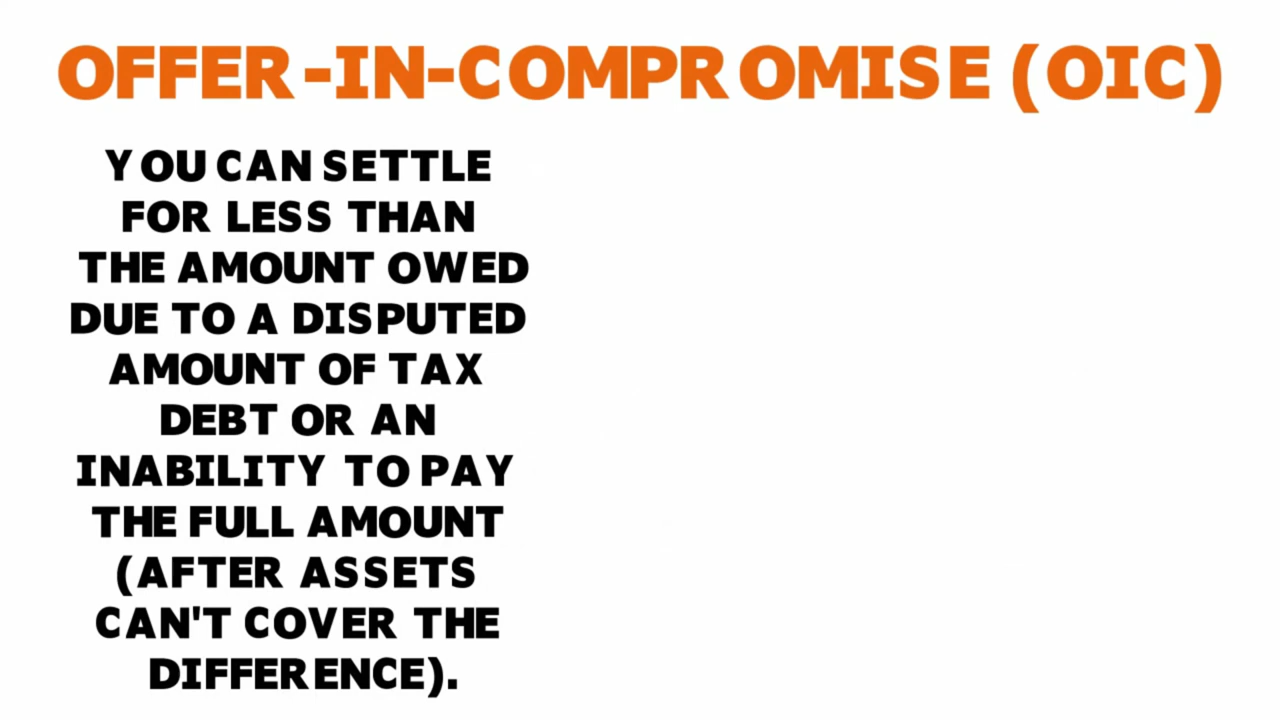 OFFER-IN-COMPROMISE (OIC)
YOU CAN SETTLE
FOR LESS THAN
THE AMOUNT OWED
DUE TO A DISPUTED
AMOUNT OF TAX
DEBT OR AN
INABILITY TO PAY
THE FULL AMOUNT
(AFTER ASSETS
CAN'T COVER THE
DIFFERENCE).